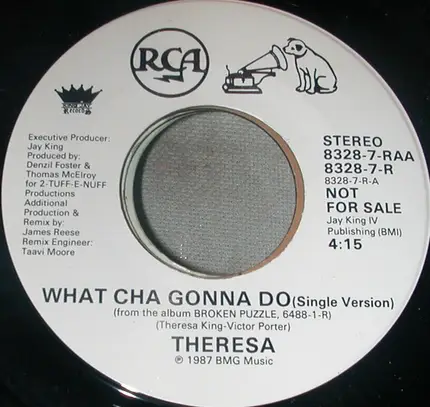 RCA
Executive Producer:
Jay King
Produced by:
Denzil Foster &
Thomas McElroy
for 2-TUFF-E-NUFF
Productions
Additional
Production &
Remix by:
James Reese
Remix Engineer:
Taavi Moore
STEREO
8328-7-RAA
8328-7-R
8328-7-R-A
NOT
FOR SALE
Jay King IV
Publishing (BMI)
4:15
WHAT CHA GONNA DO (Single Version)
(from the album BROKEN PUZZLE, 6488-1-R)
(Theresa King-Victor Porter)
THERESA
℗ 1987 BMG Music